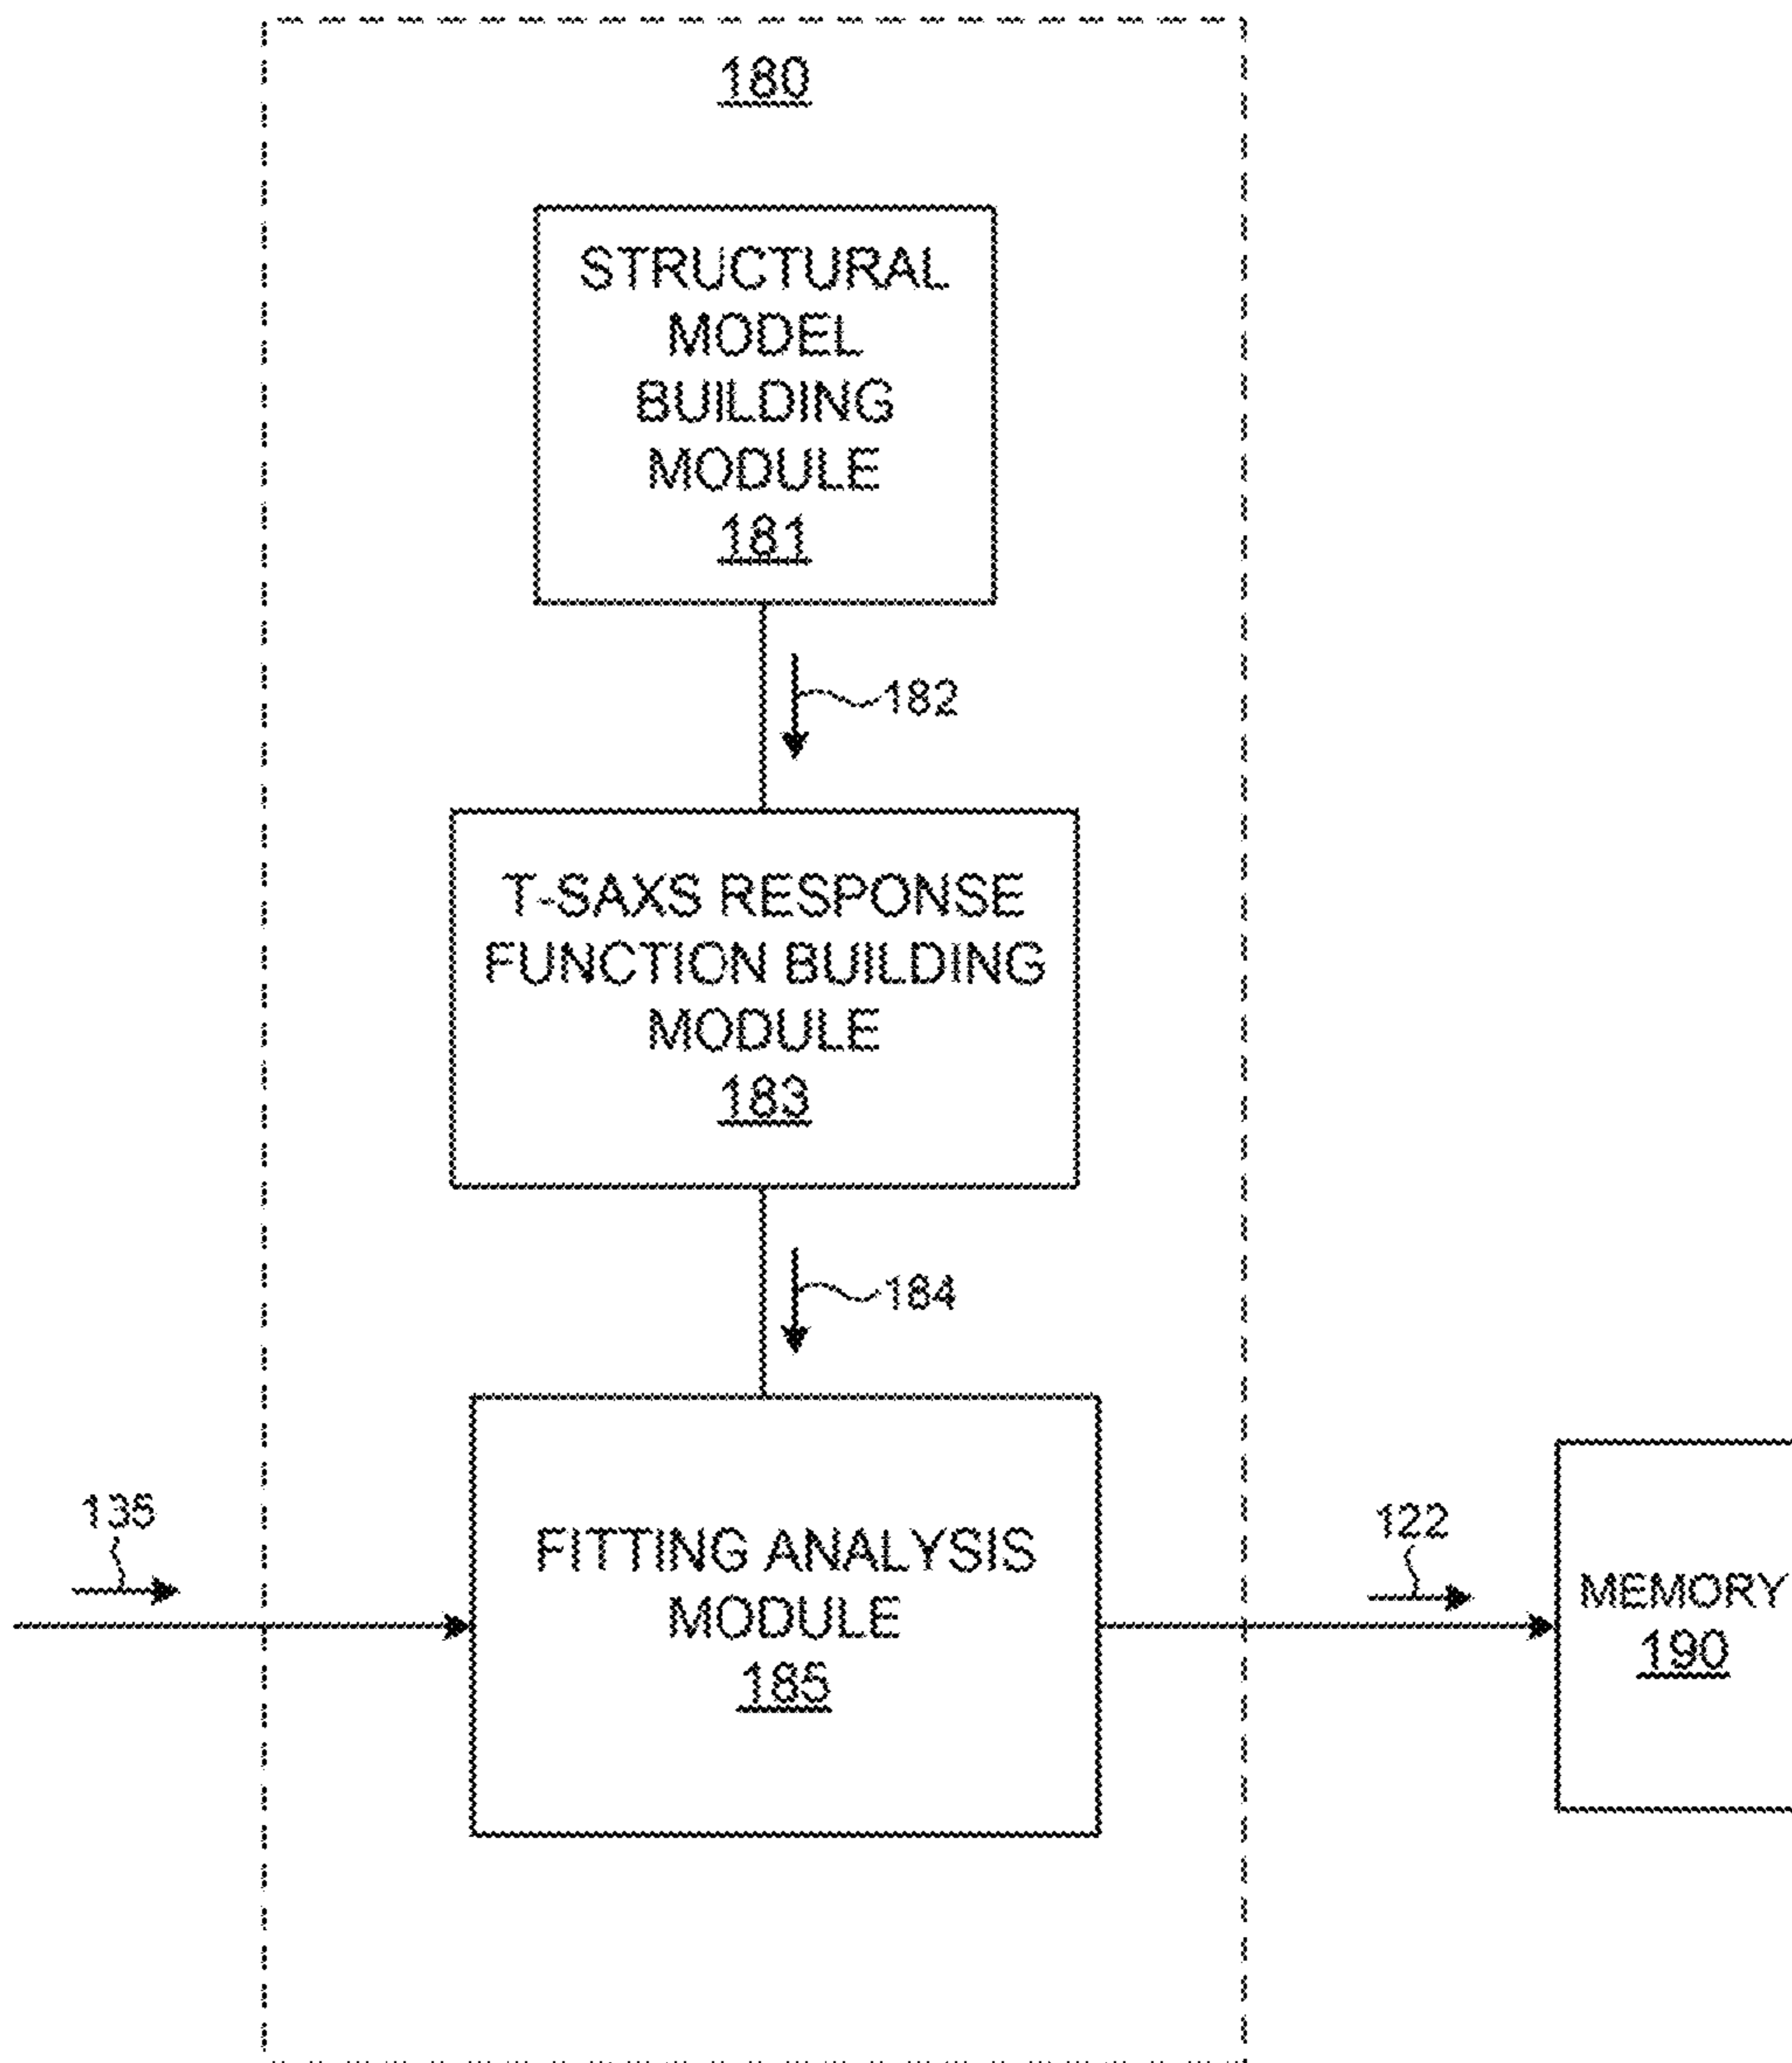 180
STRUCTURAL
MODEL
BUILDING
MODULE
181
182
T-SAXS RESPONSE
FUNCTION BUILDING
MODULE
183
184
135
FITTING ANALYSIS
MODULE
185
122
MEMORY
190